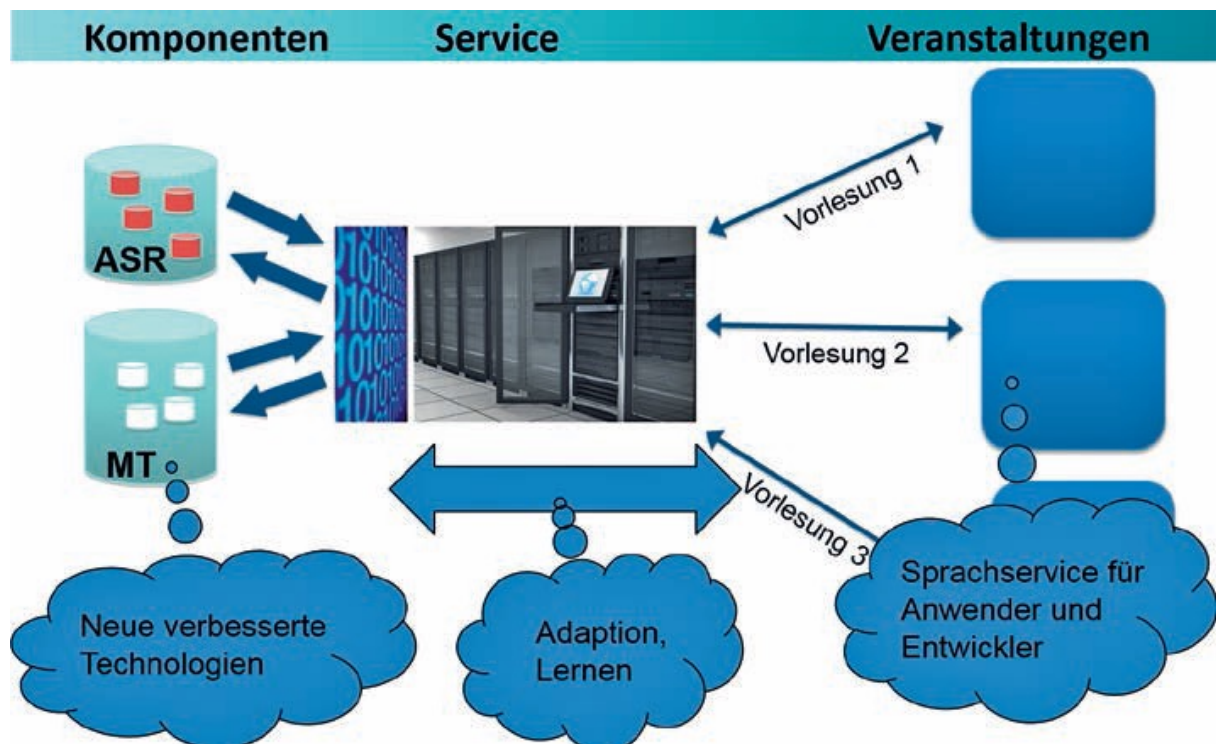 Komponenten
Service
Veranstaltungen
ASR
MT
Vorlesung 1
Vorlesung 2
Vorlesung 3
Neue verbesserte
Technologien
Adaption,
Lernen
Sprachservice für
Anwender und
Entwickler